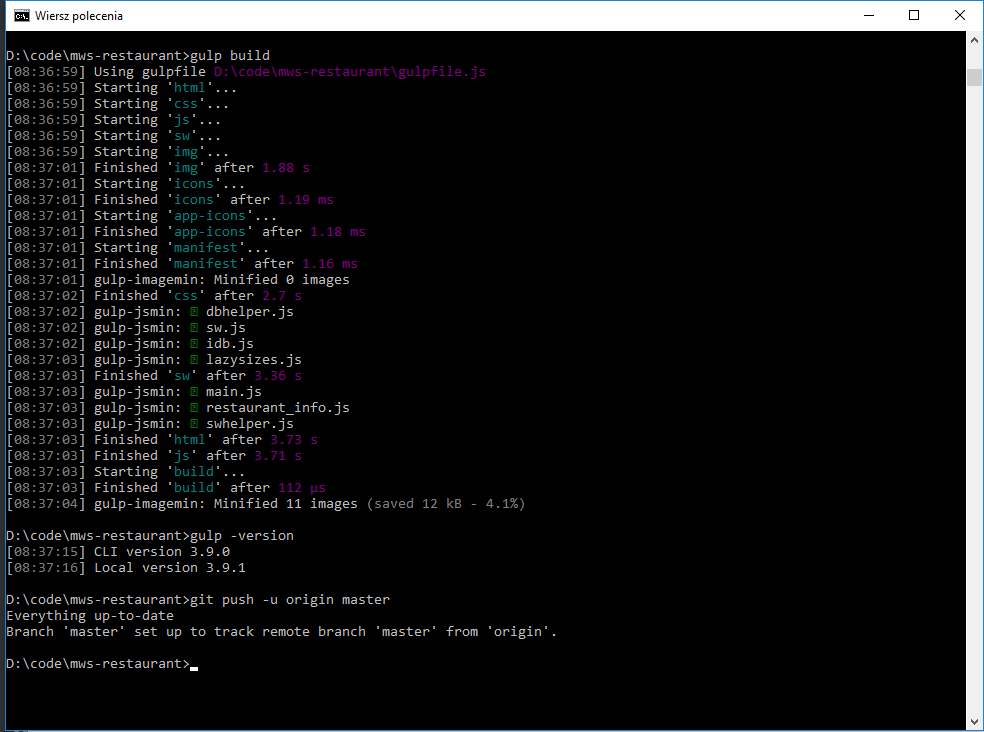 Wiersz polecenia
D:\code\mws-restaurant>gulp build
[08:36:59] Using gulpfile D:\code\mws-restaurant\gulpfile.js
[08:36:59] Starting 'html'...
[08:36:59] Starting 'css'...
[08:36:59] Starting 'js'...
[08:36:59] Starting 'sw'...
[08:36:59] Starting 'img'...
[08:37:01] Finished 'img' after 1.88 s
[08:37:01] Starting 'icons'...
[08:37:01] Finished 'icons' after 1.19 ms
[08:37:01] Starting 'app-icons'...
[08:37:01] Finished 'app-icons' after 1.18 ms
[08:37:01] Starting 'manifest'...
[08:37:01] Finished 'manifest' after 1.16 ms
[08:37:01] gulp-imagemin: Minified 0 images
[08:37:02] Finished 'css' after 2.7 s
[08:37:02] gulp-jsmin: dbhelper.js
[08:37:02] gulp-jsmin: sw.js
[08:37:02] gulp-jsmin: idb.js
[08:37:03] gulp-jsmin: lazysizes.js
[08:37:03] Finished 'sw' after 3.36 s
[08:37:03] gulp-jsmin: main.js
[08:37:03] gulp-jsmin: restaurant_info.js
[08:37:03] gulp-jsmin: swhelper.js
[08:37:03] Finished 'html' after 3.73 s
[08:37:03] Finished 'js' after 3.71 s
[08:37:03] Starting 'build'...
[08:37:03] Finished 'build' after 112 μs
[08:37:04] gulp-imagemin: Minified 11 images (saved 12 kB - 4.1%)
D:\code\mws-restaurant>gulp -version
[08:37:15] CLI version 3.9.0
[08:37:16] Local version 3.9.1
D:\code\mws-restaurant>git push -u origin master
Everything up-to-date
Branch 'master' set up to track remote branch 'master' from 'origin'.
D:\code\mws-restaurant>